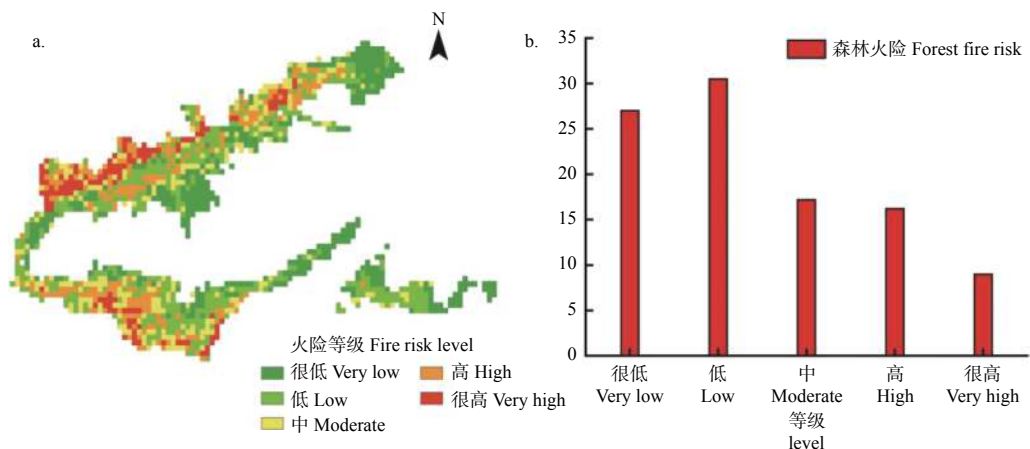 a.
N
火险等级 Fire risk level
很低 Very low
高 High
低 Low
很高 Very high
中 Moderate
b.
森林火险 Forest fire risk
35
30
25
20
15
10
5
0
很低
Very low
低
Low
中
Moderate
高
High
很高
Very high
等级
level